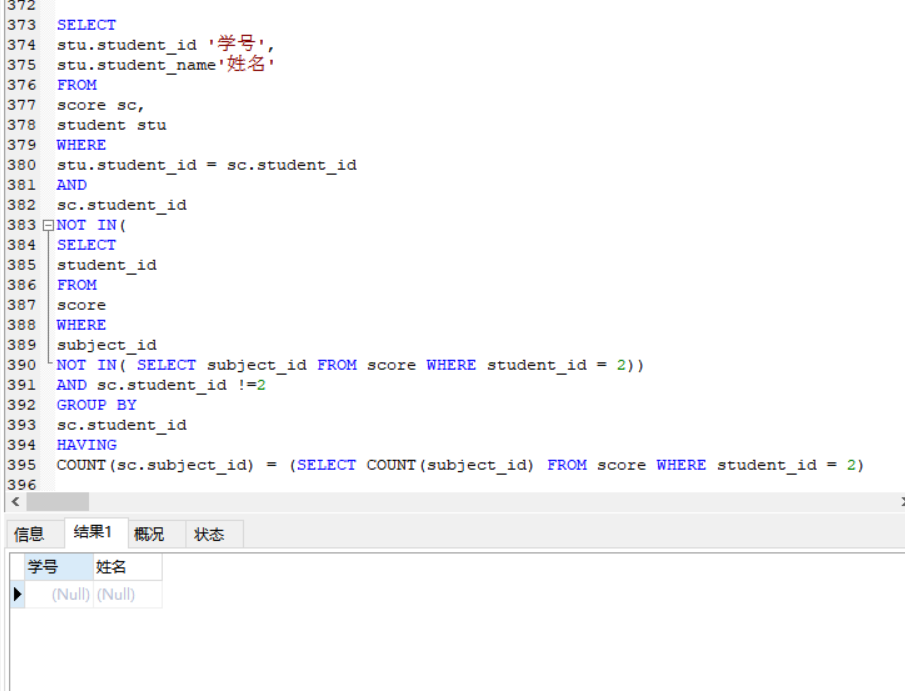 372
373 SELECT
374 stu.student_id '学号',
375 stu.student_name'姓名'
376 FROM
377 score sc,
378 student stu
379 WHERE
380 stu.student_id = sc.student_id
381 AND
382 sc.student_id
383 NOT IN(
384 SELECT
385 student_id
386 FROM
387 score
388 WHERE
389 subject_id
390 NOT IN( SELECT subject_id FROM score WHERE student_id = 2))
391 AND sc.student_id !=2
392 GROUP BY
393 sc.student_id
394 HAVING
395 COUNT(sc.subject_id) = (SELECT COUNT(subject_id) FROM score WHERE student_id = 2)
396
信息 结果1 概况 状态
学号 姓名
(Null) (Null)